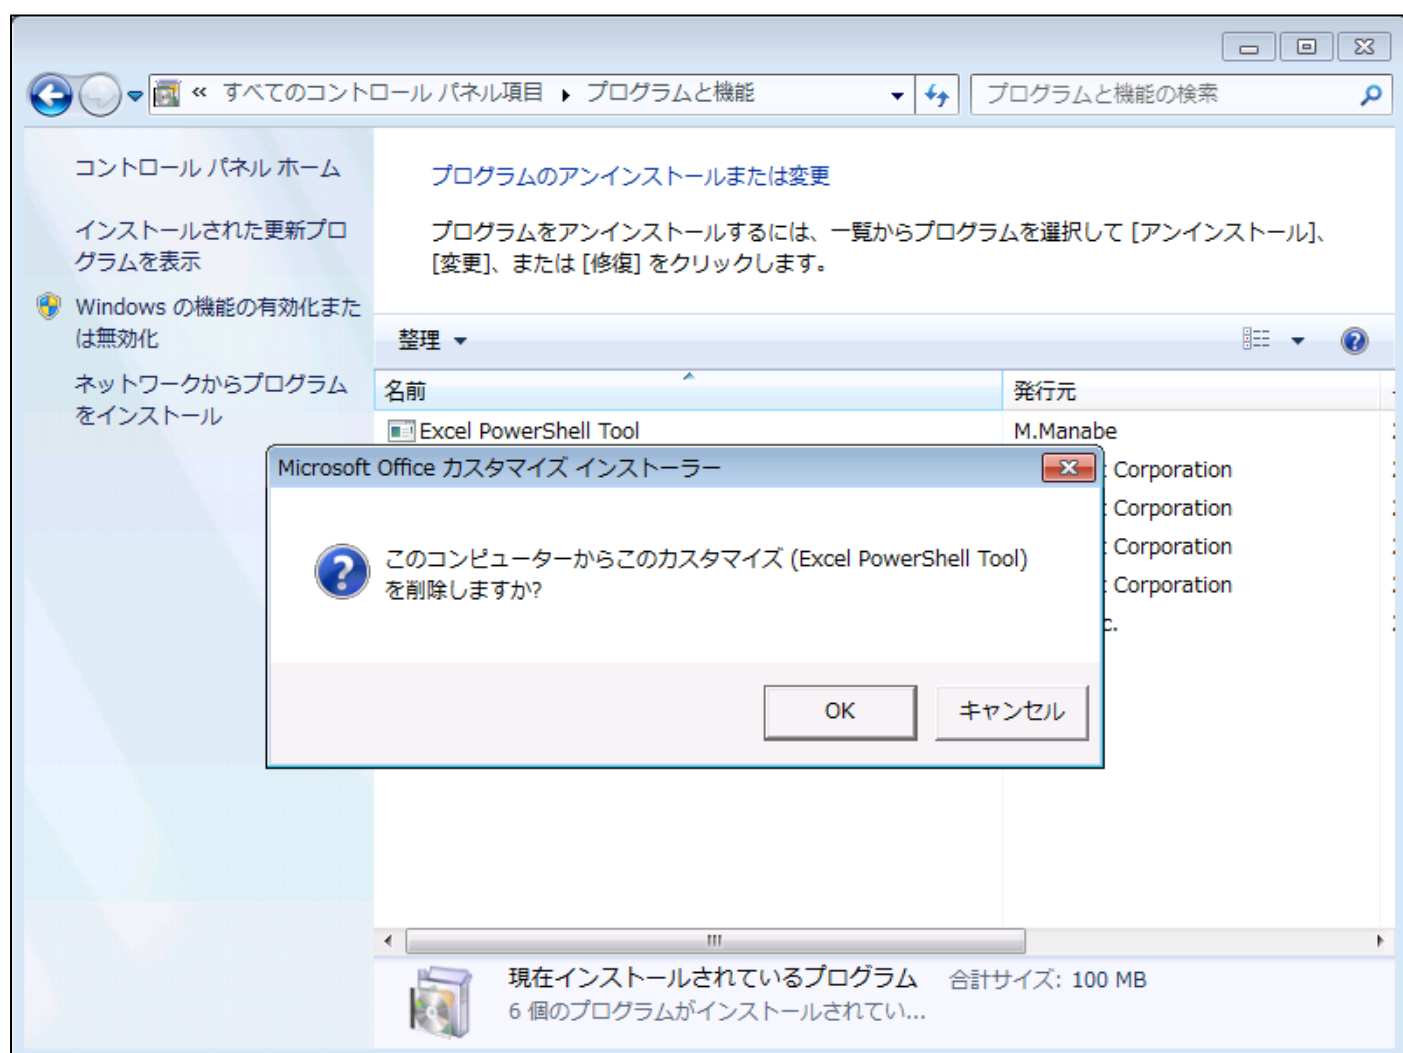 « すべてのコントロール パネル項目 ▸ プログラムと機能
プログラムと機能の検索
コントロール パネル ホーム
インストールされた更新プロ
グラムを表示
Windows の機能の有効化また
は無効化
ネットワークからプログラム
をインストール
プログラムのアンインストールまたは変更
プログラムをアンインストールするには、一覧からプログラムを選択して [アンインストール]、
[変更]、または [修復] をクリックします。
整理
名前 発行元
Excel PowerShell Tool M.Manabe
Corporation
Corporation
Corporation
Corporation
c.
Microsoft Office カスタマイズ インストーラー
このコンピューターからこのカスタマイズ (Excel PowerShell Tool)
を削除しますか?
OK キャンセル
現在インストールされているプログラム 合計サイズ: 100 MB
6 個のプログラムがインストールされてい...